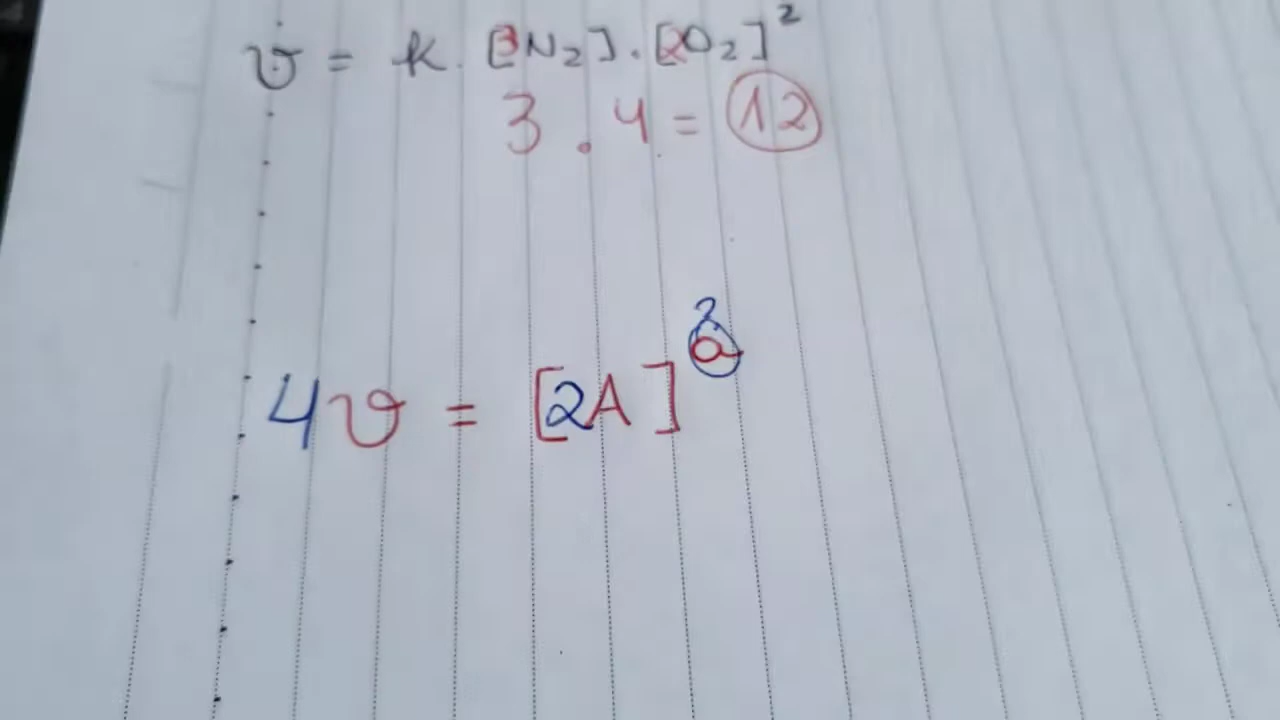 v = k. [3N₂].[2O₂]²
3 . 4 = 12
4v = [2A]ᵃ ²